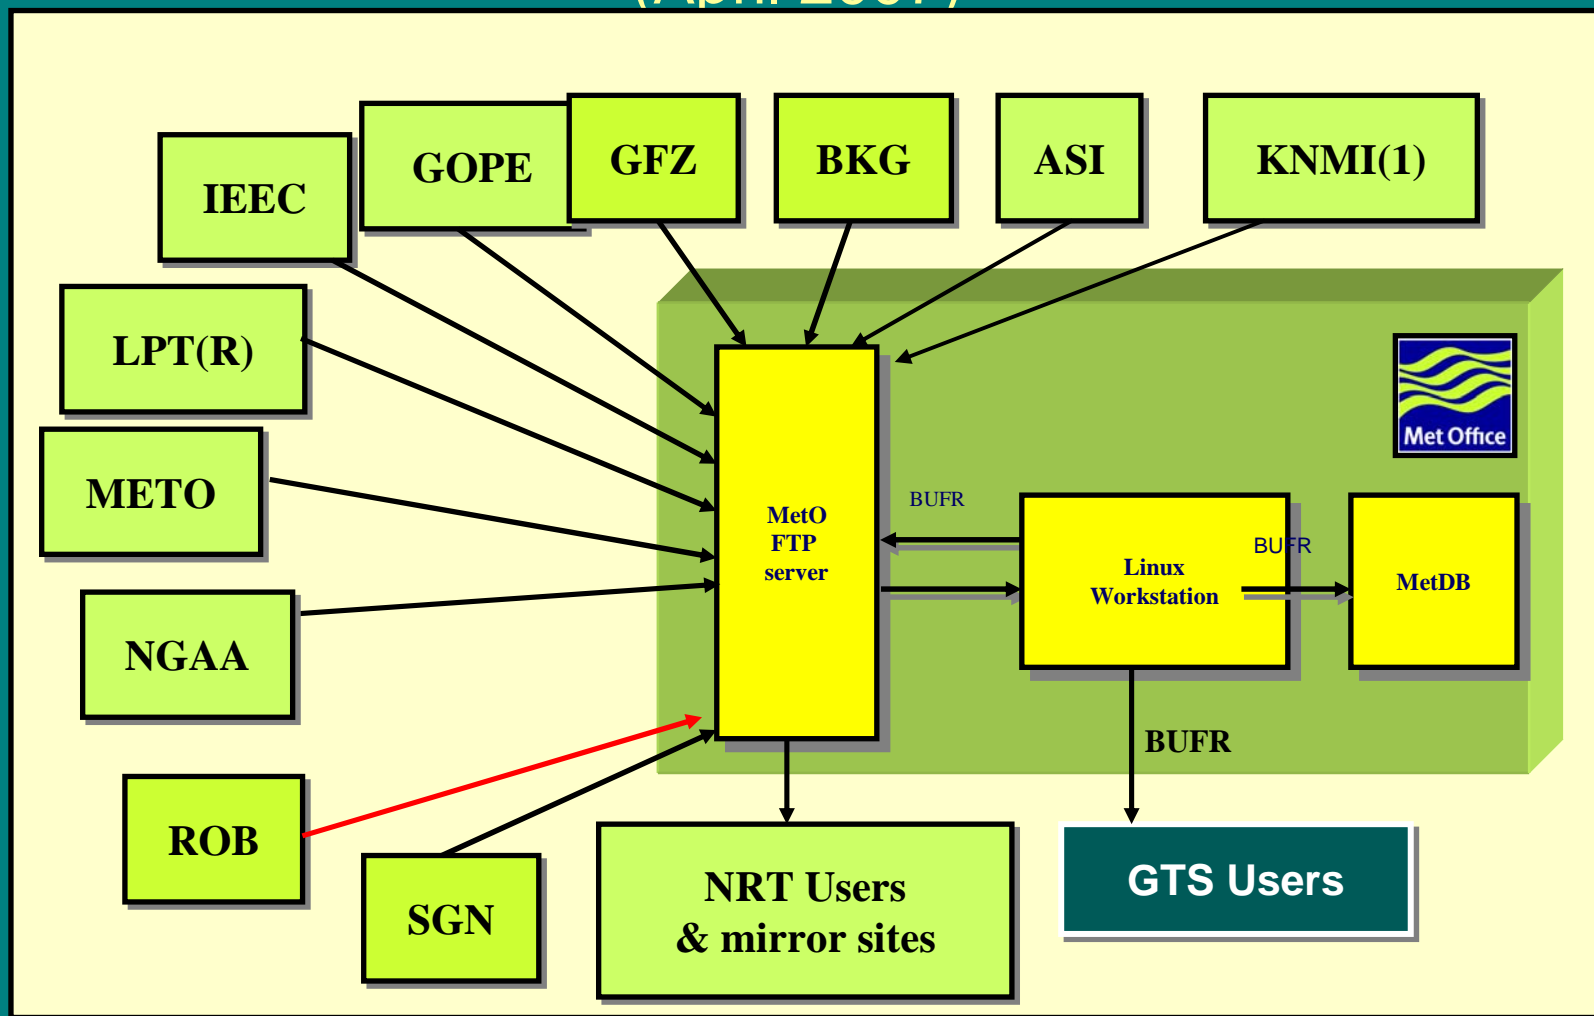 GOPE
GFZ
BKG
ASI
KNMI(1)
IEEC
LPT(R)
METO
NGAA
ROB
SGN
Met Office
MetO
FTP
server
BUFR
Linux
Workstation
BUFR
MetDB
BUFR
NRT Users
& mirror sites
GTS Users